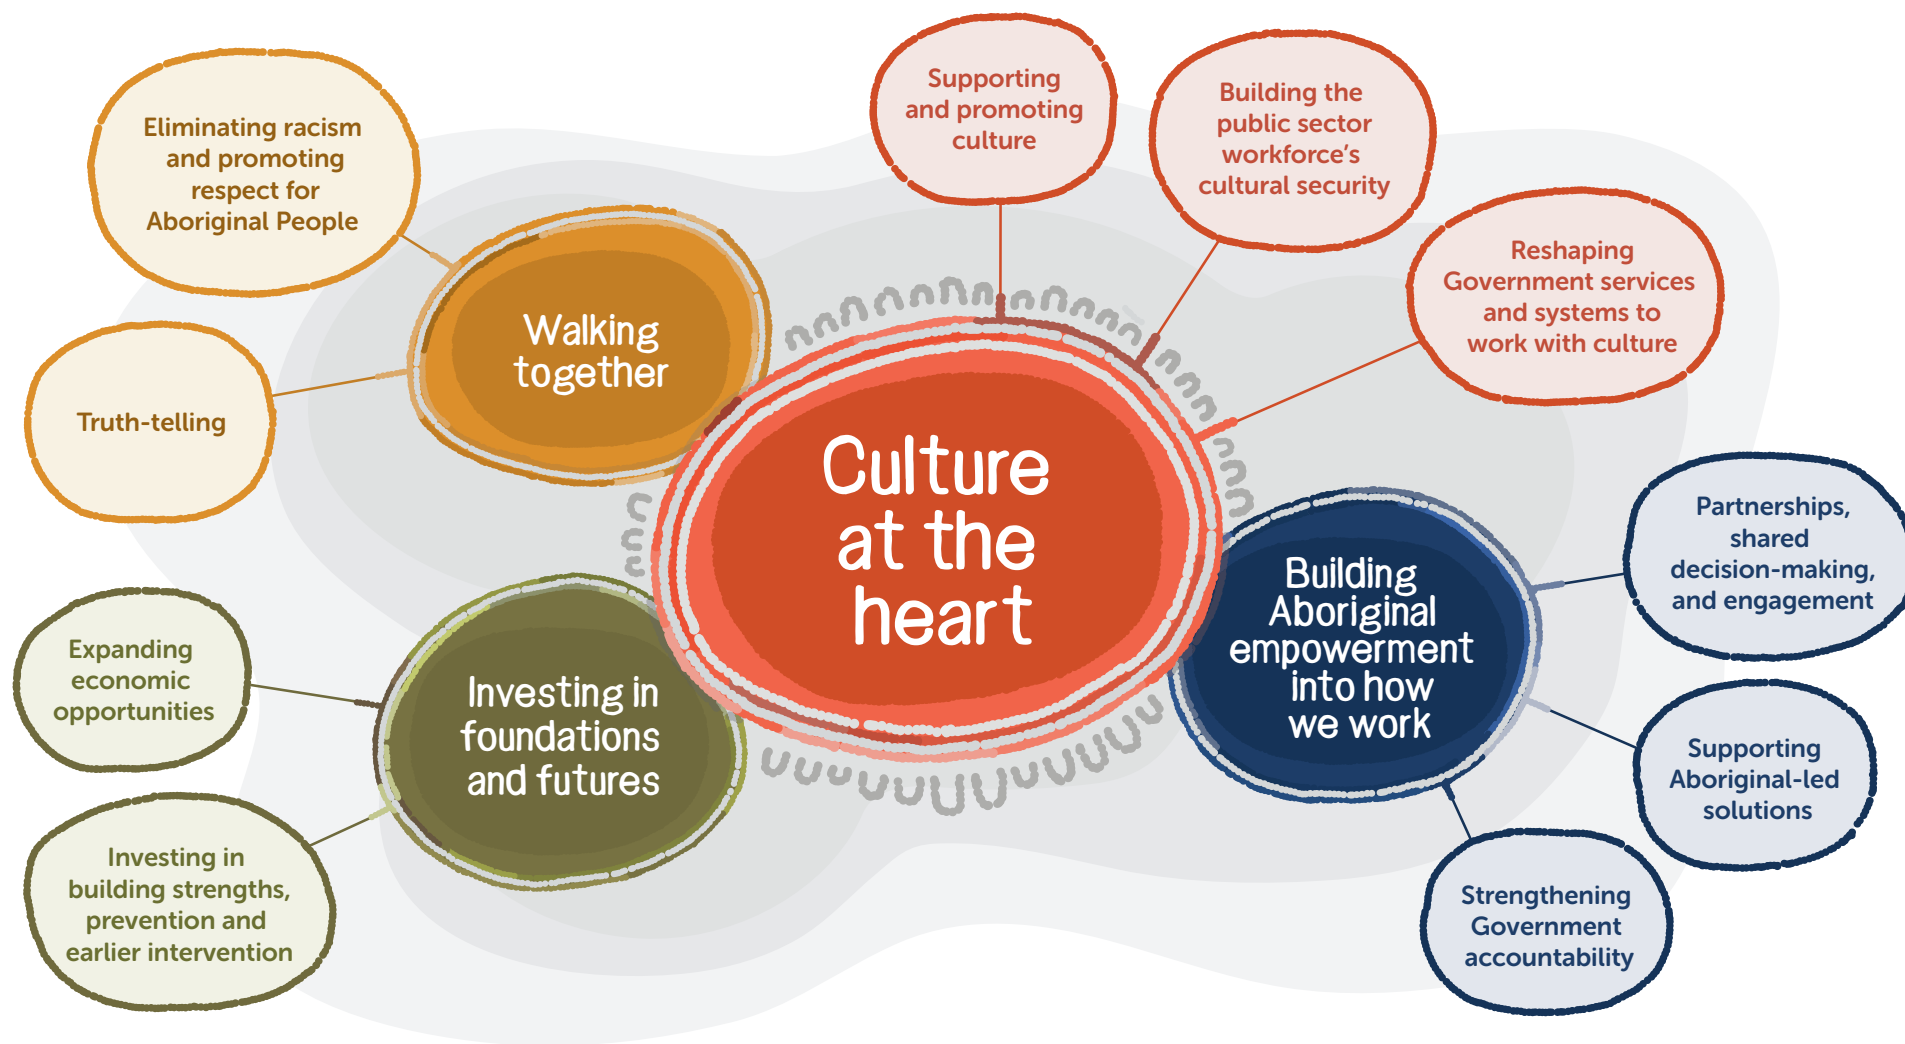 Eliminating racism
and promoting
respect for
Aboriginal People
Truth-telling
Walking
together
Supporting
and promoting
culture
Building the
public sector
workforce's
cultural security
Reshaping
Government services
and systems to
work with culture
Culture
at the
heart
Expanding
economic
opportunities
Investing in
building strengths,
prevention and
earlier intervention
Investing in
foundations
and futures
Building
Aboriginal
empowerment
into how
we work
Partnerships,
shared
decision-making,
and engagement
Supporting
Aboriginal-led
solutions
Strengthening
Government
accountability